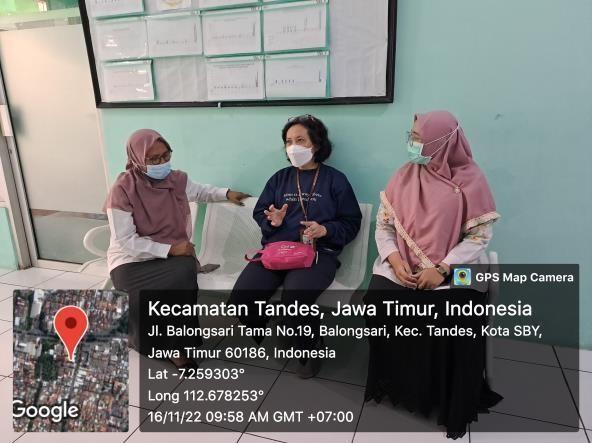 GPS Map Camera
Kecamatan Tandes, Jawa Timur, Indonesia
Jl. Balongsari Tama No.19, Balongsari, Kec. Tandes, Kota SBY,
Jawa Timur 60186, Indonesia
Lat -7.259303°
Long 112.678253°
16/11/22 09:58 AM GMT +07:00
Google